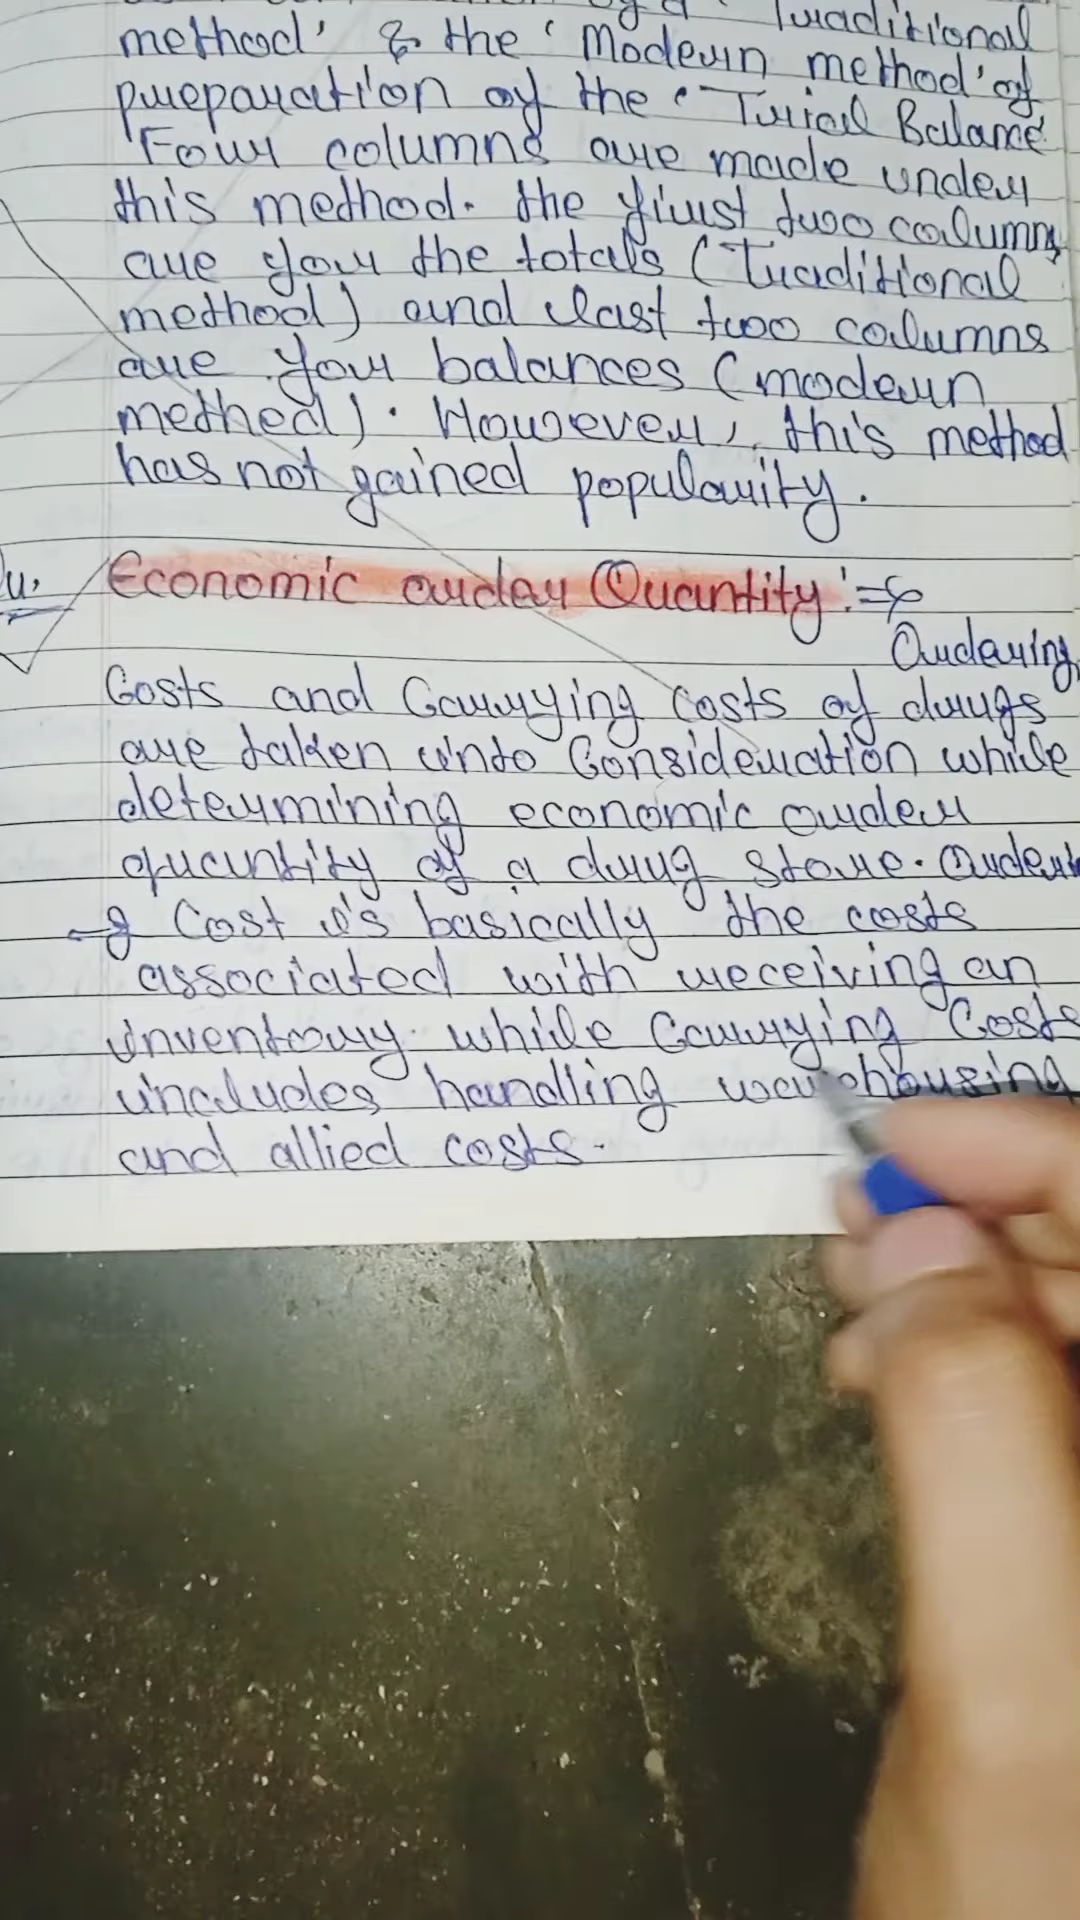 Traditional
method' & the 'Modern method' of
preparation of the 'Trial Balance'
Four columns are made under
this method. the first two columns
are for the totals (Traditional
method) and last two columns
are for balances (modern
method). However, this method
has not gained popularity.
Economic order Quantity :=
Ordering
Costs and Carrying costs of drugs
are taken into Consideration while
determining economic order
quantity of a drug store. Order
Cost is basically the costs
associated with receiving an
inventory. while Carrying Costs
includes handling warehousing
and allied costs.